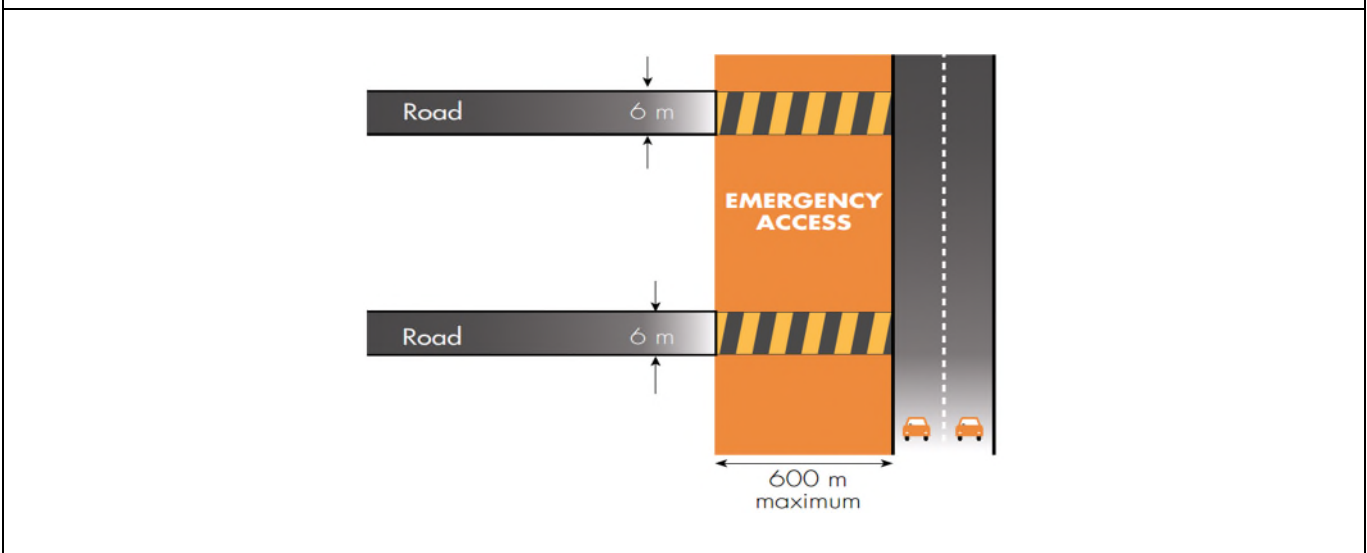 Road 6 m
EMERGENCY
ACCESS
Road 6 m
600 m
maximum